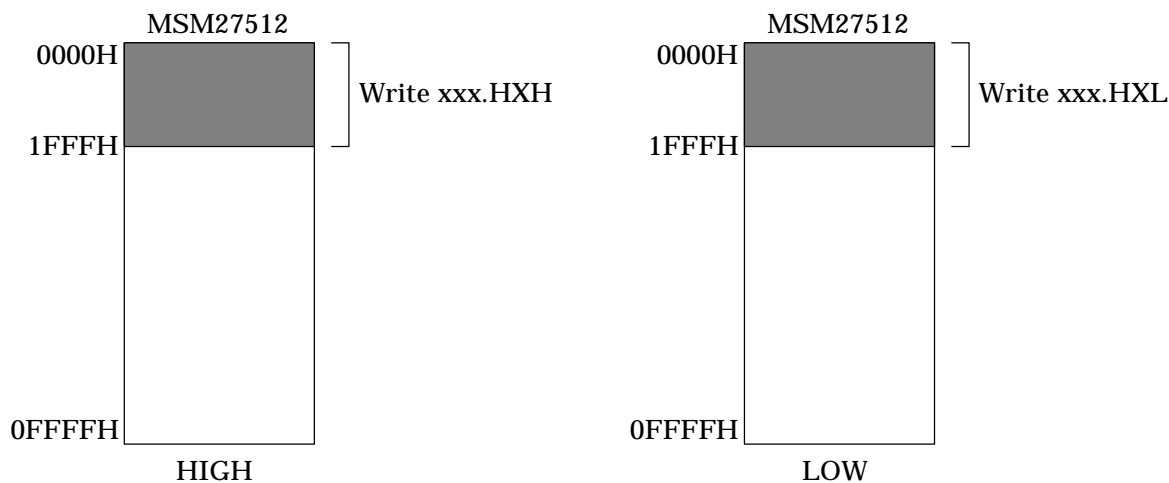 MSM27512
0000H
Write xxx.HXH
1FFFH
0FFFFH
HIGH
MSM27512
0000H
Write xxx.HXL
1FFFH
0FFFFH
LOW